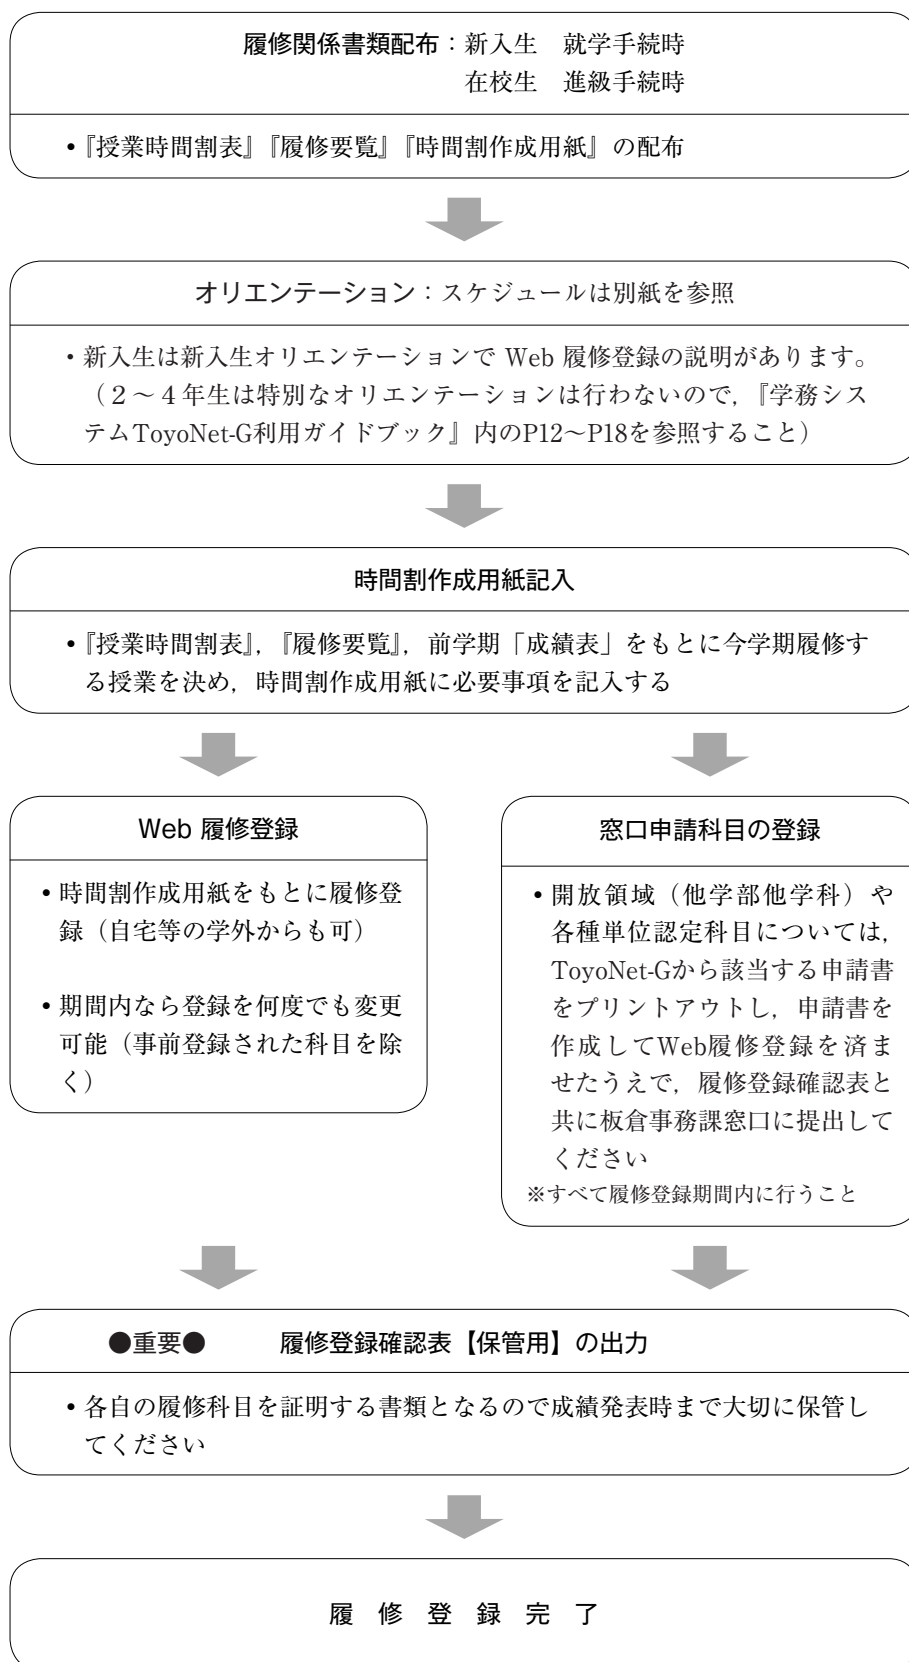 履修関係書類配布：新入生　就学手続時
在校生　進級手続時
•『授業時間割表』『履修要覧』『時間割作成用紙』の配布
オリエンテーション：スケジュールは別紙を参照
・新入生は新入生オリエンテーションで Web 履修登録の説明があります。
（２～４年生は特別なオリエンテーションは行わないので，『学務シス
テムToyoNet-G利用ガイドブック』内のP12～P18を参照すること）
時間割作成用紙記入
•『授業時間割表』，『履修要覧』，前学期「成績表」をもとに今学期履修す
る授業を決め，時間割作成用紙に必要事項を記入する
Web 履修登録
• 時間割作成用紙をもとに履修登
録（自宅等の学外からも可）
• 期間内なら登録を何度でも変更
可能（事前登録された科目を除
く）
窓口申請科目の登録
• 開放領域（他学部他学科）や
各種単位認定科目については，
ToyoNet-Gから該当する申請書
をプリントアウトし，申請書を
作成してWeb履修登録を済ま
せたうえで，履修登録確認表と
共に板倉事務課窓口に提出して
ください
※すべて履修登録期間内に行うこと
●重要●　　履修登録確認表【保管用】の出力
• 各自の履修科目を証明する書類となるので成績発表時まで大切に保管し
てください
履　修　登　録　完　了